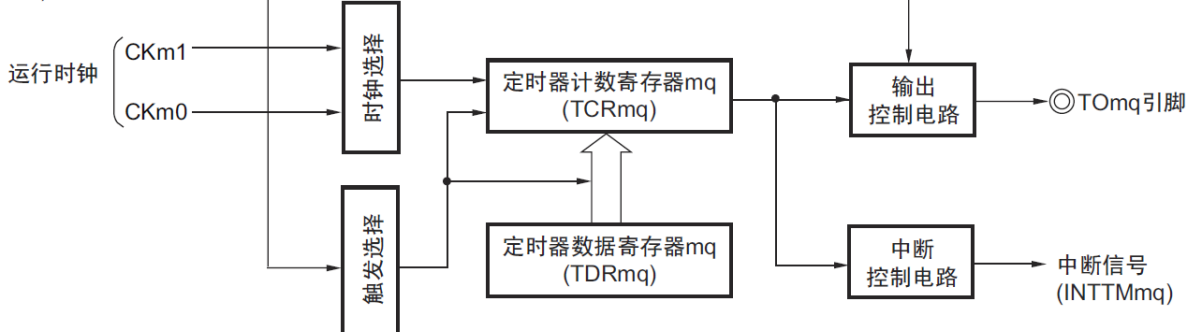 CKm1
运行时钟
CKm0
时钟选择
定时器计数寄存器mq
(TCRmq)
输出
控制电路
TOmq引脚
触发选择
定时器数据寄存器mq
(TDRmq)
中断
控制电路
中断信号
(INTTMmq)